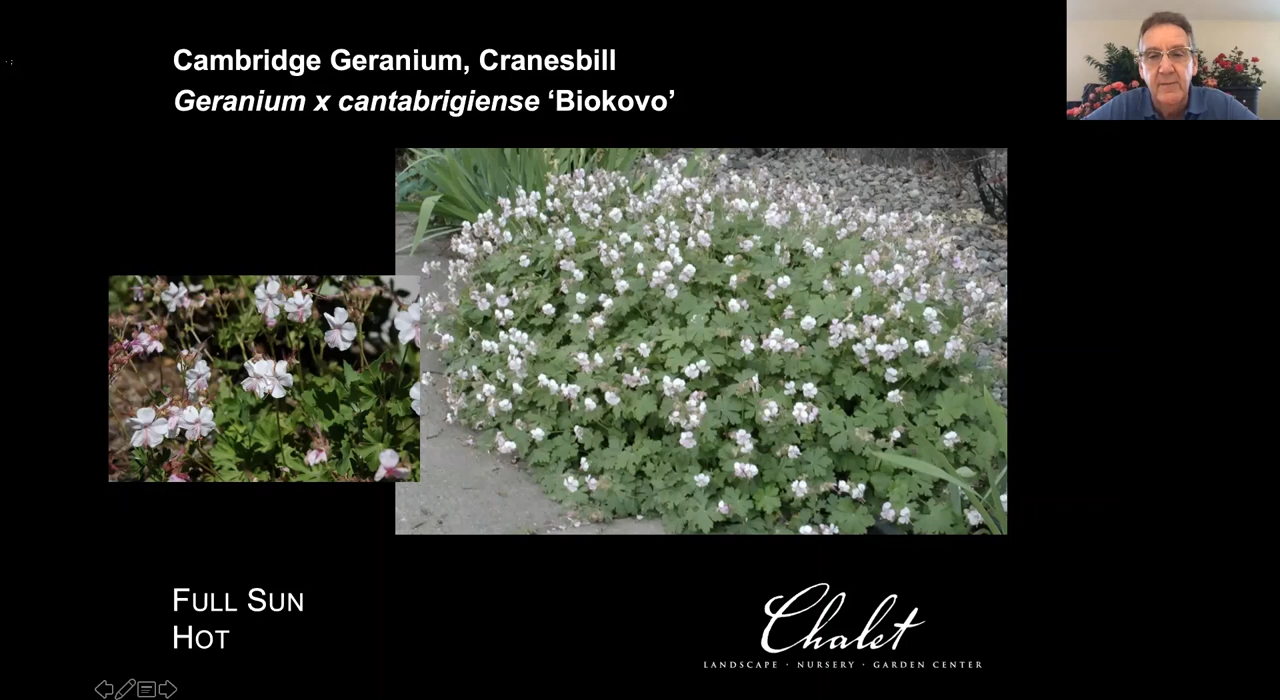 Cambridge Geranium, Cranesbill
Geranium x cantabrigiense ‘Biokovo’
FULL SUN
HOT
Chalet
LANDSCAPE · NURSERY · GARDEN CENTER